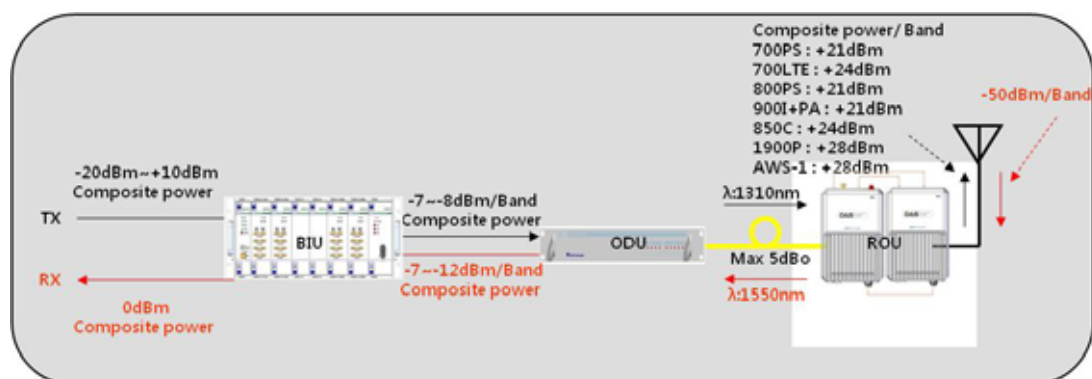 Composite power/ Band
700PS : +21dBm
700LTE : +24dBm
800PS : +21dBm
900I+PA : +21dBm
850C : +24dBm
1900P : +28dBm
AWS-1 : +28dBm
-50dBm/Band
-20dBm~+10dBm
Composite power
TX
RX
0dBm
Composite power
BIU
-7~-8dBm/Band
Composite power
-7~-12dBm/Band
Composite power
ODU
λ:1310nm
Max 5dBo
λ:1550nm
DAS
DAS
ROU